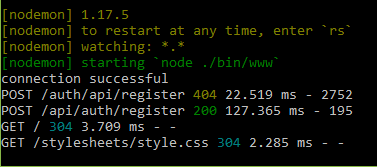 [nodemon] 1.17.5
[nodemon] to restart at any time, enter `rs`
[nodemon] watching: *.*
[nodemon] starting `node ./bin/www`
connection successful
POST /auth/api/register 404 22.519 ms - 2752
POST /api/auth/register 200 127.365 ms - 195
GET / 304 3.709 ms - -
GET /stylesheets/style.css 304 2.285 ms - -